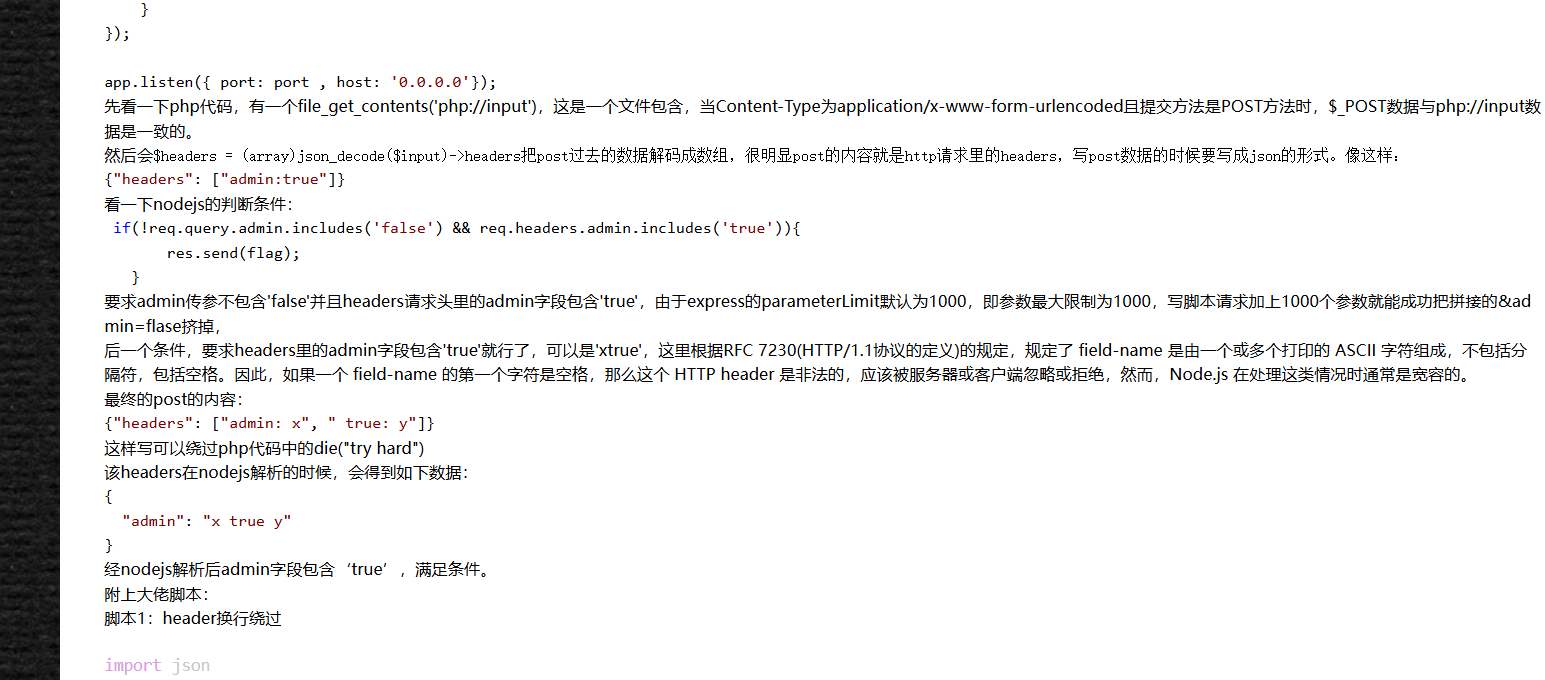 }
});
app.listen({ port: port , host: '0.0.0.0'});
先看一下php代码，有一个file_get_contents('php://input')，这是一个文件包含，当Content-Type为application/x-www-form-urlencoded且提交方法是POST方法时，$_POST数据与php://input数
据是一致的。
然后会$headers = (array)json_decode($input)->headers把post过去的数据解码成数组，很明显post的内容就是http请求里的headers，写post数据的时候要写成json的形式。像这样：
{"headers": ["admin:true"]}
看一下nodejs的判断条件：
if(!req.query.admin.includes('false') && req.headers.admin.includes('true')){
res.send(flag);
}
要求admin传参不包含'false'并且headers请求头里的admin字段包含'true'，由于express的parameterLimit默认为1000，即参数最大限制为1000，写脚本请求加上1000个参数就能成功把拼接的&ad
min=flase挤掉，
后一个条件，要求headers里的admin字段包含'true'就行了，可以是'xtrue'，这里根据RFC 7230(HTTP/1.1协议的定义)的规定，规定了 field-name 是由一个或多个打印的 ASCII 字符组成，不包括分
隔符，包括空格。因此，如果一个 field-name 的第一个字符是空格，那么这个 HTTP header 是非法的，应该被服务器或客户端忽略或拒绝，然而，Node.js 在处理这类情况时通常是宽容的。
最终的post的内容：
{"headers": ["admin: x", " true: y"]}
这样写可以绕过php代码中的die("try hard")
该headers在nodejs解析的时候，会得到如下数据：
{
"admin": "x true y"
}
经nodejs解析后admin字段包含‘true’，满足条件。
附上大佬脚本：
脚本1：header换行绕过
import json